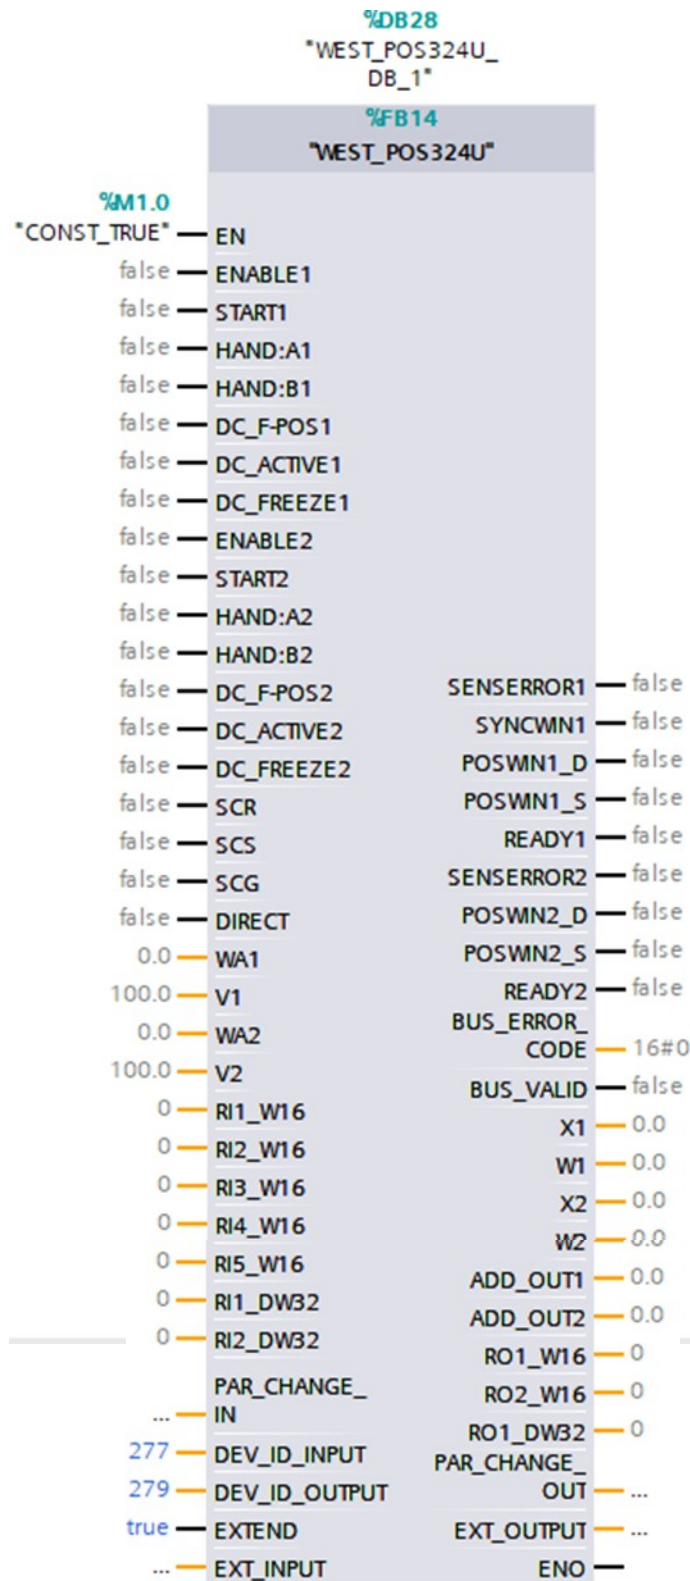 %DB28
"WEST_POS324U_
DB_1"
%FB14
"WEST_POS324U"
%M1.0
"CONST_TRUE" EN
false ENABLE1
false START1
false HAND:A1
false HAND:B1
false DC_F-POS1
false DC_ACTIVE1
false DC_FREEZE1
false ENABLE2
false START2
false HAND:A2
false HAND:B2
false DC_F-POS2 SENSERROR1 false
false DC_ACTIVE2 SYNCWIN1 false
false DC_FREEZE2 POSWIN1_D false
false SCR POSWIN1_S false
false SCS READY1 false
false SCG SENSERROR2 false
false DIRECT POSWIN2_D false
0.0 WA1 POSWIN2_S false
100.0 V1 READY2 false
0.0 WA2 BUS_ERROR_
CODE 16#0
100.0 V2 BUS_VALID false
0 RI1_W16 X1 0.0
0 RI2_W16 W1 0.0
0 RI3_W16 X2 0.0
0 RI4_W16 W2 0.0
0 RI5_W16 ADD_OUT1 0.0
0 RI1_DW32 ADD_OUT2 0.0
0 RI2_DW32 RO1_W16 0
PAR_CHANGE_ RO2_W16 0
... IN RO1_DW32 0
277 DEV_ID_INPUT PAR_CHANGE_
279 DEV_ID_OUTPUT OUT ...
true EXTEND EXT_OUTPUT ...
... EXT_INPUT ENO